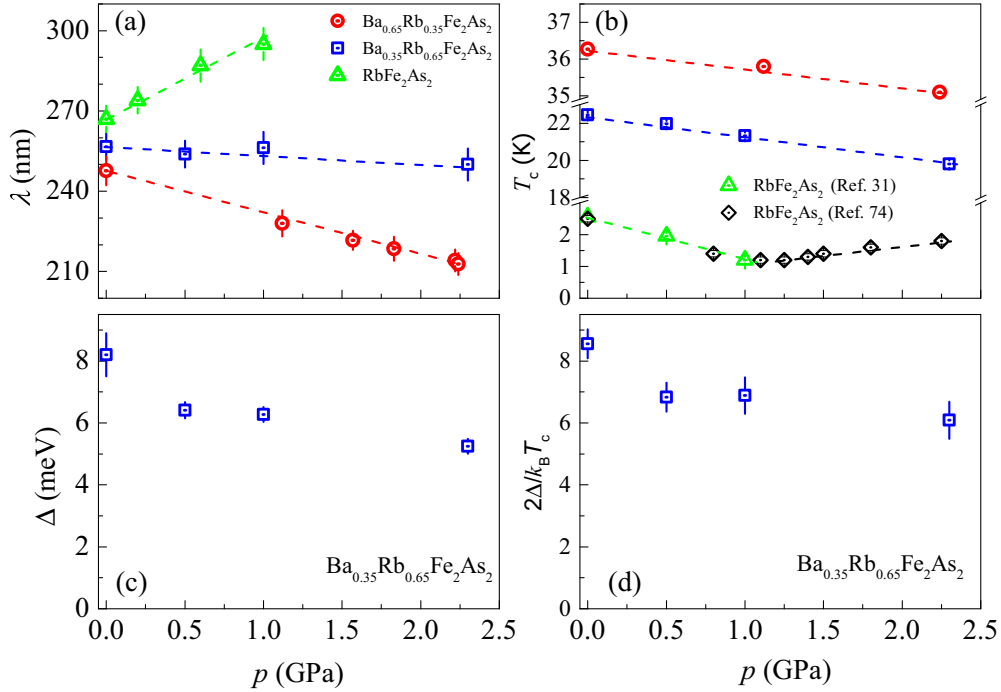 (a)
Ba0.65Rb0.35Fe2As2
Ba0.35Rb0.65Fe2As2
RbFe2As2
300
270
240
210
λ (nm)
(b)
37
36
35
22
20
18
2
1
0
Tc (K)
RbFe2As2 (Ref. 31)
RbFe2As2 (Ref. 74)
(c)
8
6
4
2
0
Δ (meV)
Ba0.35Rb0.65Fe2As2
0.0 0.5 1.0 1.5 2.0 2.5
p (GPa)
(d)
10
8
6
4
2
0
2Δ/kBTc
Ba0.35Rb0.65Fe2As2
0.0 0.5 1.0 1.5 2.0 2.5
p (GPa)